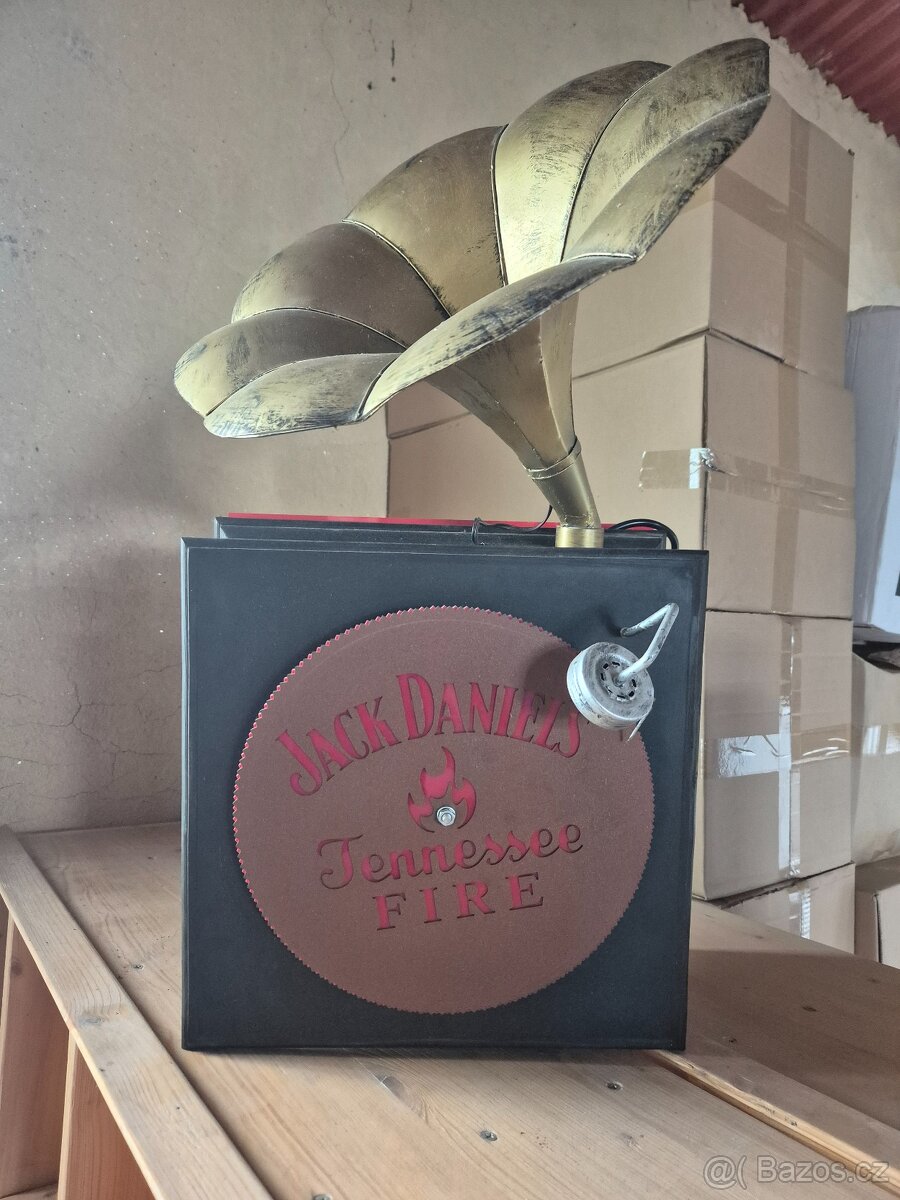 JACK DANIEL'S
Tennessee
FIRE
@( Bazos.cz